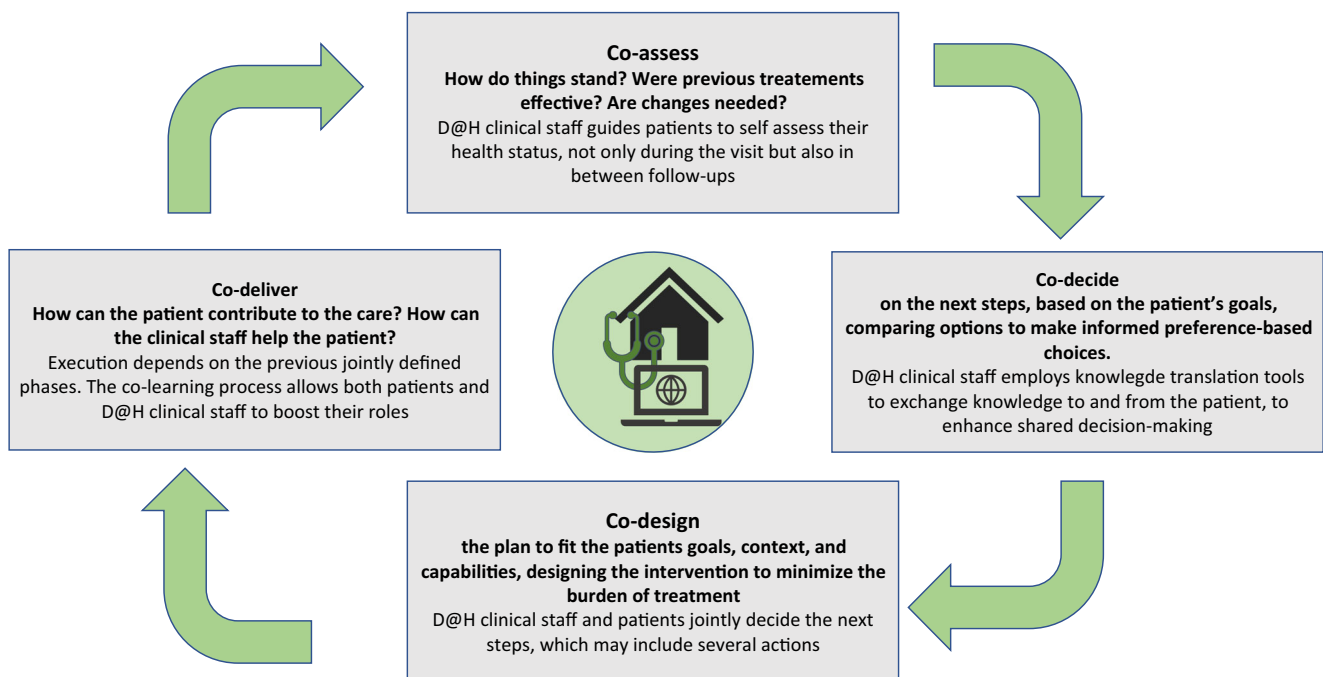 Co-assess
How do things stand? Were previous treatements
effective? Are changes needed?
D@H clinical staff guides patients to self assess their
health status, not only during the visit but also in
between follow-ups
Co-decide
on the next steps, based on the patient’s goals,
comparing options to make informed preference-based
choices.
D@H clinical staff employs knowlegde translation tools
to exchange knowledge to and from the patient, to
enhance shared decision-making
Co-design
the plan to fit the patients goals, context, and
capabilities, designing the intervention to minimize the
burden of treatment
D@H clinical staff and patients jointly decide the next
steps, which may include several actions
Co-deliver
How can the patient contribute to the care? How can
the clinical staff help the patient?
Execution depends on the previous jointly defined
phases. The co-learning process allows both patients and
D@H clinical staff to boost their roles